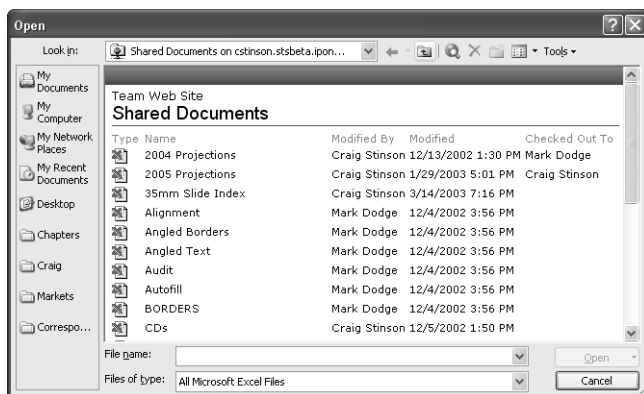 Open
Look in:
Shared Documents on cstinson.stsbeta.ipon...
Tools
My Documents
My Computer
My Network Places
My Recent Documents
Desktop
Chapters
Craig
Markets
Correspo...
Team Web Site
Shared Documents
Type Name Modified By Modified Checked Out To
2004 Projections Craig Stinson 12/13/2002 1:30 PM Mark Dodge
2005 Projections Craig Stinson 1/29/2003 5:01 PM Craig Stinson
35mm Slide Index Craig Stinson 3/14/2003 7:16 PM
Alignment Mark Dodge 12/4/2002 3:56 PM
Angled Borders Mark Dodge 12/4/2002 3:56 PM
Angled Text Mark Dodge 12/4/2002 3:56 PM
Audit Mark Dodge 12/4/2002 3:56 PM
Autofill Mark Dodge 12/4/2002 3:56 PM
BORDERS Mark Dodge 12/4/2002 3:56 PM
CDs Craig Stinson 12/5/2002 1:50 PM
File name:
Open
Files of type: All Microsoft Excel Files
Cancel